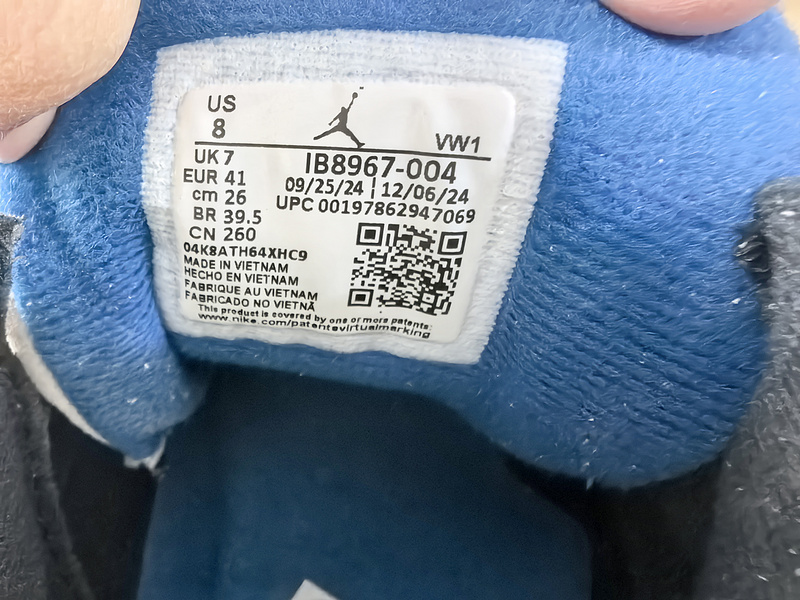 US
8
VW1
UK 7
EUR 41
cm 26
BR 39.5
CN 260
IB8967-004
09/25/24 | 12/06/24
UPC 00197862947069
04K8ATH64XHC9
MADE IN VIETNAM
HECHO EN VIETNAM
FABRIQUE AU VIETNAM
FABRICADO NO VIETNÃ
This product is covered by one or more patents:
www.nike.com/patentsvirtualmarking